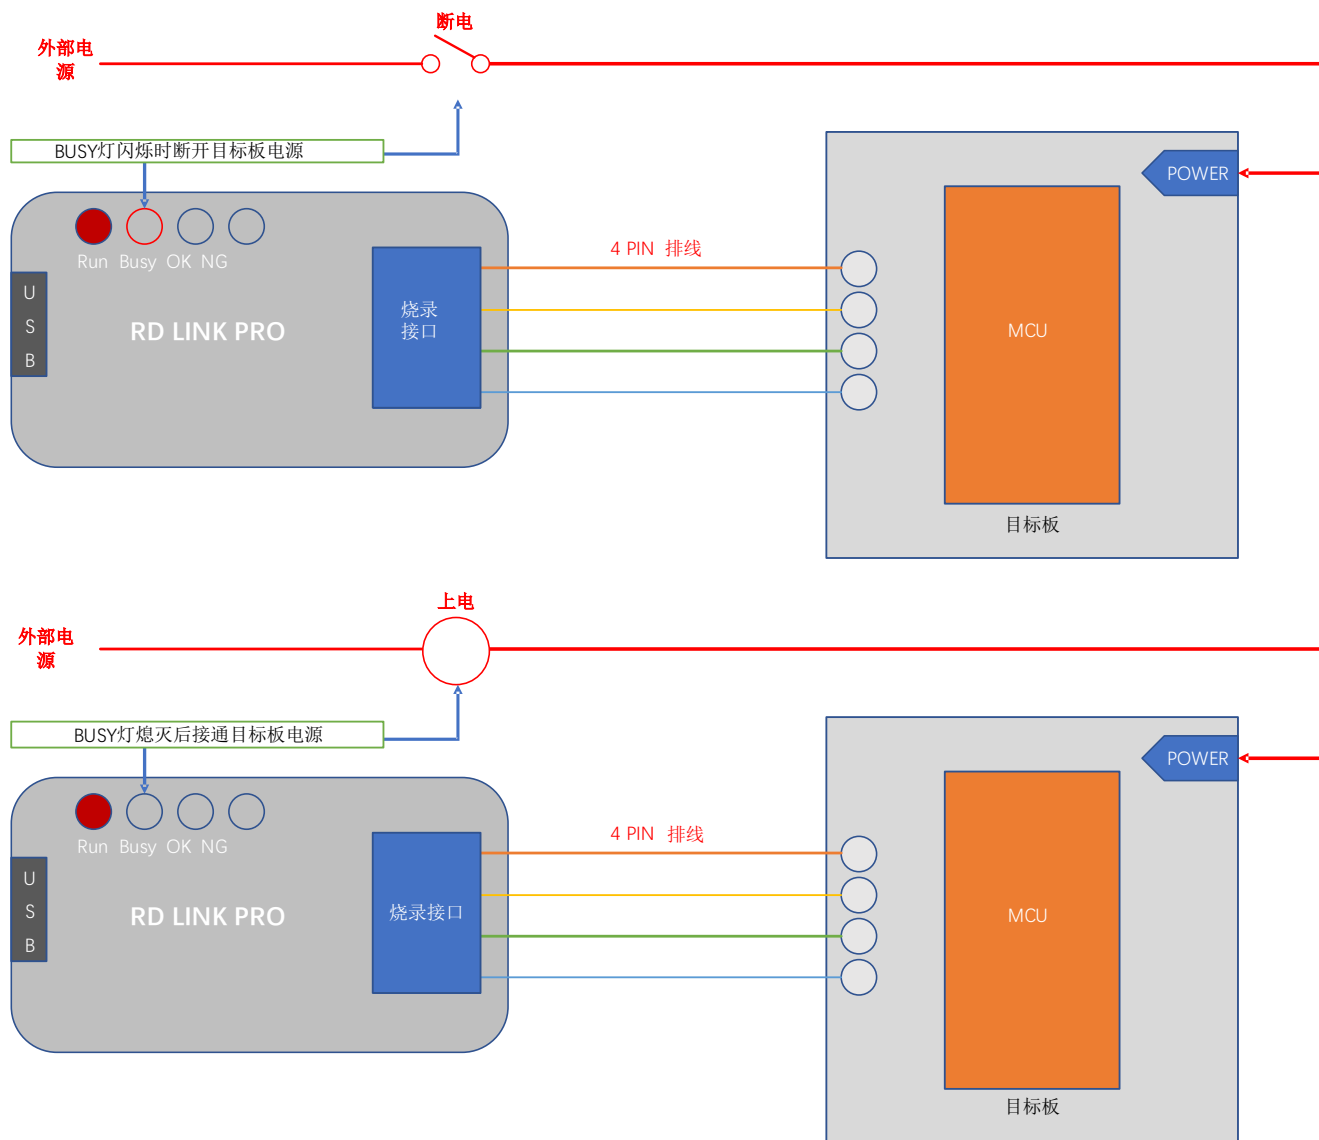 断电
外部电
源
BUSY灯闪烁时断开目标板电源
POWER
Run Busy OK NG
4 PIN 排线
U
S
B
RD LINK PRO
烧录
接口
MCU
目标板
上电
外部电
源
BUSY灯熄灭后接通目标板电源
POWER
Run Busy OK NG
4 PIN 排线
U
S
B
RD LINK PRO
烧录接口
MCU
目标板